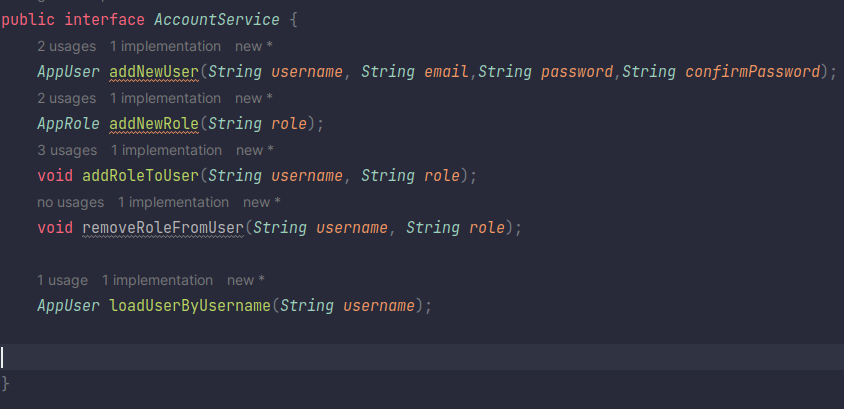 public interface AccountService {
2 usages 1 implementation new *
AppUser addNewUser(String username, String email,String password,String confirmPassword);
2 usages 1 implementation new *
AppRole addNewRole(String role);
3 usages 1 implementation new *
void addRoleToUser(String username, String role);
no usages 1 implementation new *
void removeRoleFromUser(String username, String role);
1 usage 1 implementation new *
AppUser loadUserByUsername(String username);
}